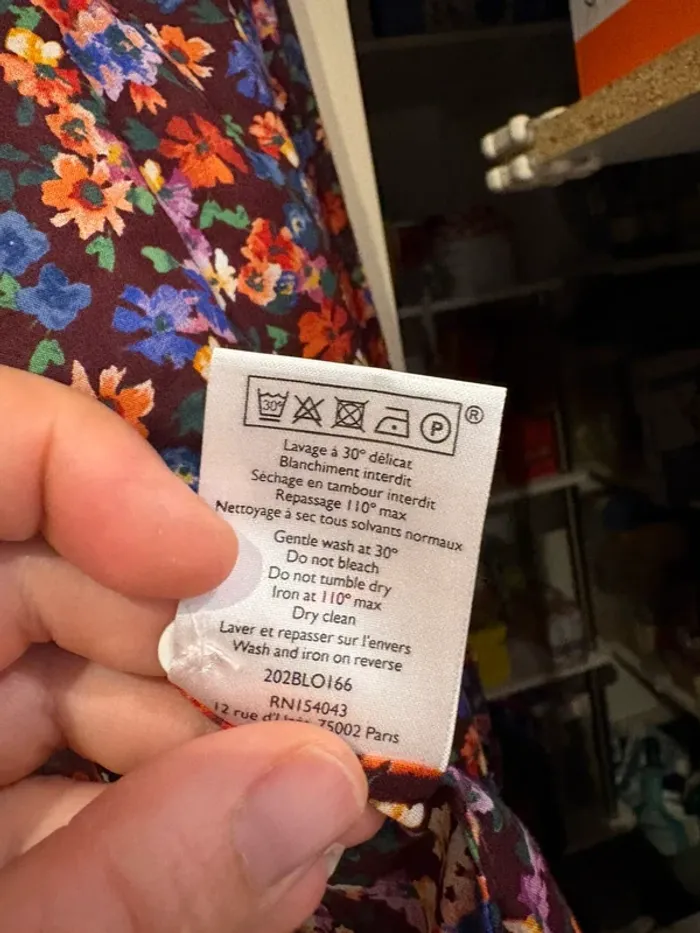 30°
P
®
Lavage à 30° délicat
Blanchiment interdit
Séchage en tambour interdit
Repassage 110° max
Nettoyage à sec tous solvants normaux
Gentle wash at 30°
Do not bleach
Do not tumble dry
Iron at 110° max
Dry clean
Laver et repasser sur l'envers
Wash and iron on reverse
202BLO166
RN154043
12 rue 75002 Paris